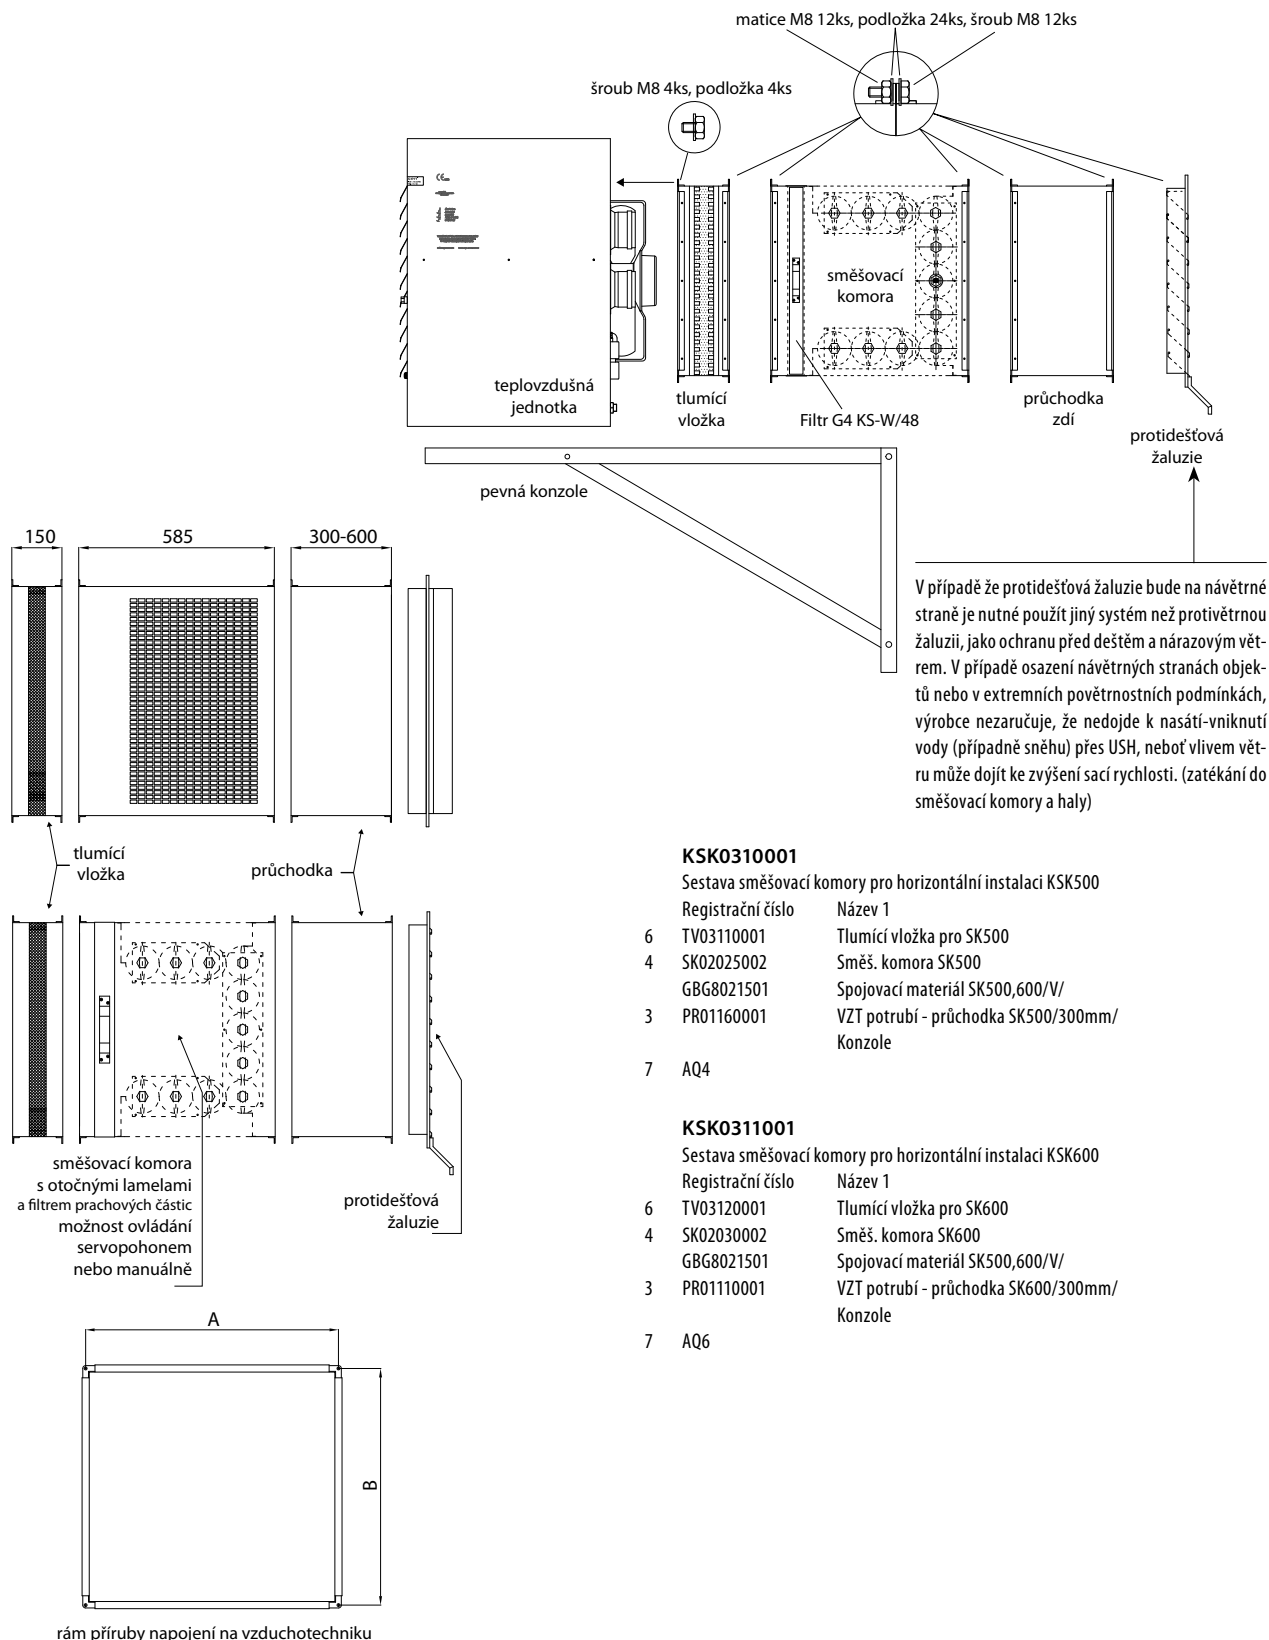 matice M8 12ks, podložka 24ks, šroub M8 12ks
šroub M8 4ks, podložka 4ks
teplovzdušná
jednotka
tlumící
vložka
směšovací
komora
Filtr G4 KS-W/48
průchodka
zdí
protidešťová
žaluzie
pevná konzole
V případě že protidešťová žaluzie bude na návětrné
straně je nutné použít jiný systém než protivětrnou
žaluzii, jako ochranu před deštěm a nárazovým vět-
rem. V případě osazení návětrných stranách objek-
tů nebo v extremních povětrnostních podmínkách,
výrobce nezaručuje, že nedojde k nasátí-vniknutí
vody (případně sněhu) přes USH, neboť vlivem vět-
ru může dojít ke zvýšení sací rychlosti. (zatékání do
směšovací komory a haly)
150
585
300-600
tlumící
vložka
průchodka
směšovací komora
s otočnými lamelami
a filtrem prachových částic
možnost ovládání
servopohonem
nebo manuálně
protidešťová
žaluzie
A
B
rám příruby napojení na vzduchotechniku
KSK0310001
Sestava směšovací komory pro horizontální instalaci KSK500
Registrační číslo Název 1
6 TV03110001 Tlumící vložka pro SK500
4 SK02025002 Směš. komora SK500
GBG8021501 Spojovací materiál SK500,600/V/
3 PR01160001 VZT potrubí - průchodka SK500/300mm/
Konzole
7 AQ4
KSK0311001
Sestava směšovací komory pro horizontální instalaci KSK600
Registrační číslo Název 1
6 TV03120001 Tlumící vložka pro SK600
4 SK02030002 Směš. komora SK600
GBG8021501 Spojovací materiál SK500,600/V/
3 PR01110001 VZT potrubí - průchodka SK600/300mm/
Konzole
7 AQ6